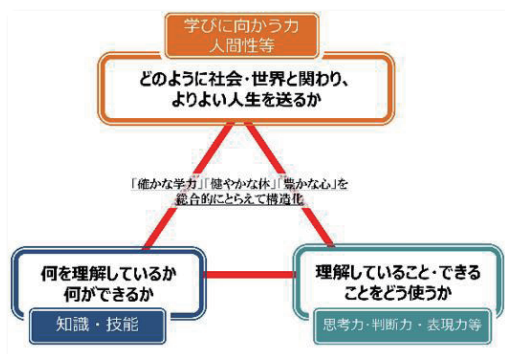 学びに向かう力
人間性等
どのように社会・世界と関わり、
よりよい人生を送るか
「確かな学力」「健やかな体」「豊かな心」を
総合的にとらえて構造化
何を理解しているか
何ができるか
知識・技能
理解していること・できる
ことをどう使うか
思考力・判断力・表現力等